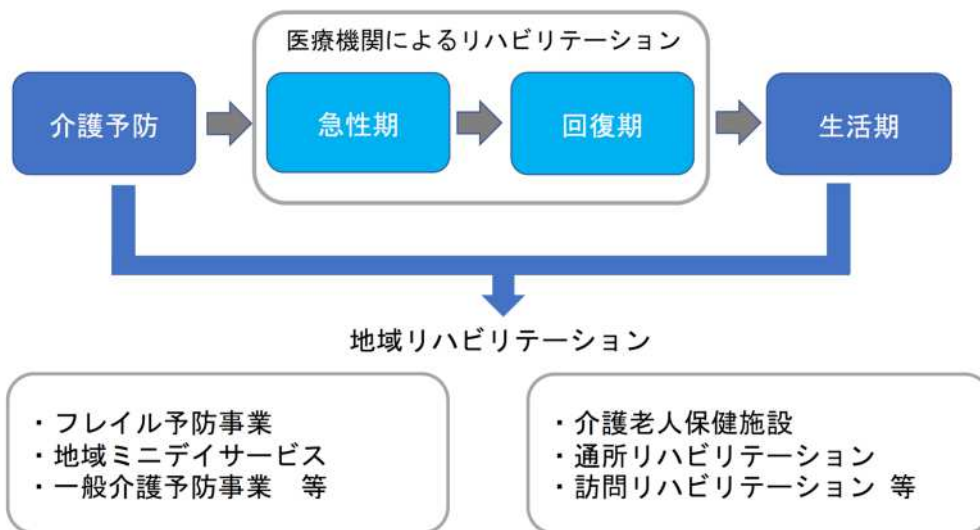 医療機関によるリハビリテーション
介護予防
急性期
回復期
生活期
地域リハビリテーション
・フレイル予防事業
・地域ミニデイサービス
・一般介護予防事業　等
・介護老人保健施設
・通所リハビリテーション
・訪問リハビリテーション 等